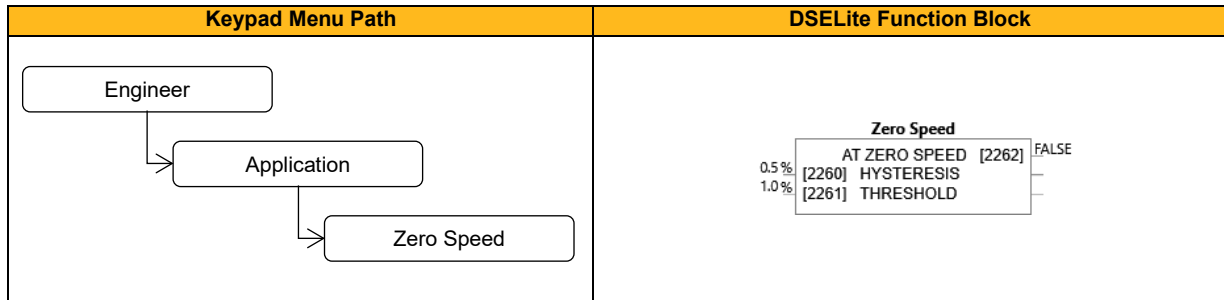 Keypad Menu Path
DSELite Function Block
Engineer
Application
Zero Speed
Zero Speed
AT ZERO SPEED [2262] FALSE
0.5 % [2260] HYSTERESIS
1.0 % [2261] THRESHOLD